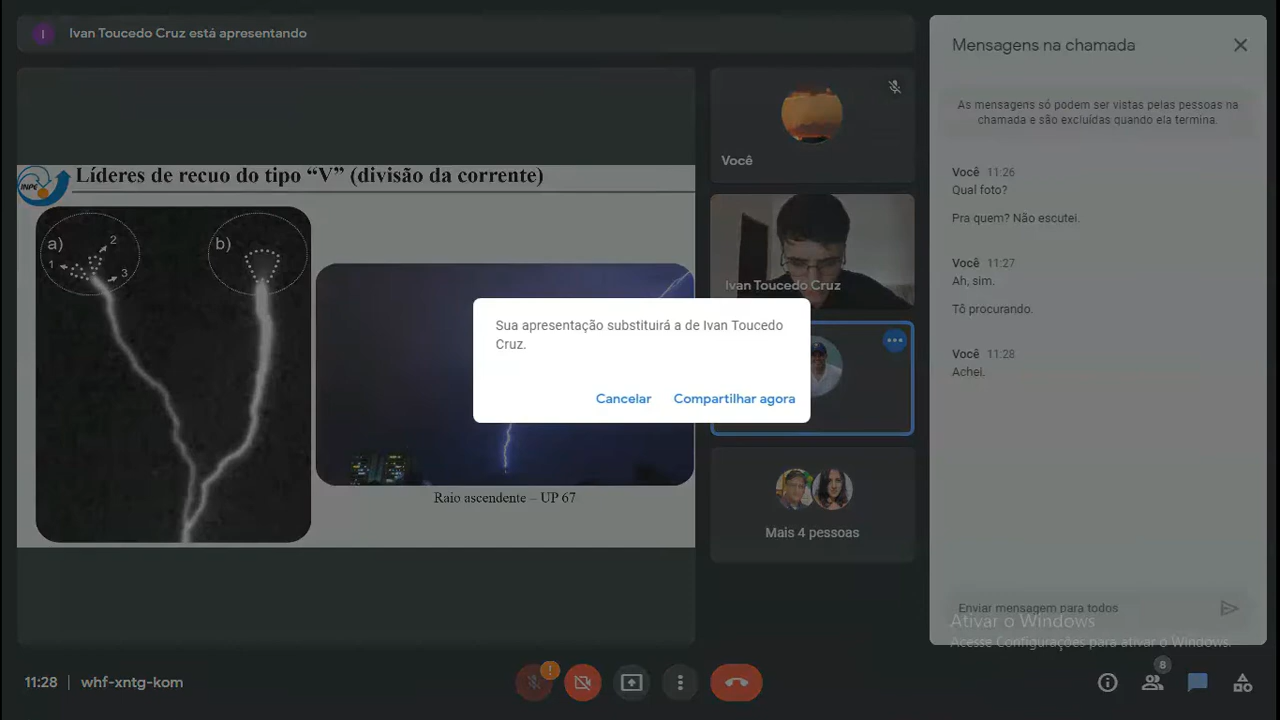 I
Ivan Toucedo Cruz está apresentando
INPE
Líderes de recuo do tipo “V” (divisão da corrente)
a)
2
1
3
b)
Raio ascendente – UP 67
Você
Ivan Toucedo Cruz
Mais 4 pessoas
Sua apresentação substituirá a de Ivan Toucedo
Cruz.
Cancelar
Compartilhar agora
Mensagens na chamada
As mensagens só podem ser vistas pelas pessoas na
chamada e são excluídas quando ela termina.
Você 11:26
Qual foto?
Pra quem? Não escutei.
Você 11:27
Ah, sim.
Tô procurando.
Você 11:28
Achei.
Enviar mensagem para todos
Ativar o Windows
Acesse Configurações para ativar o Windows.
11:28 | whf-xntg-kom
!
8